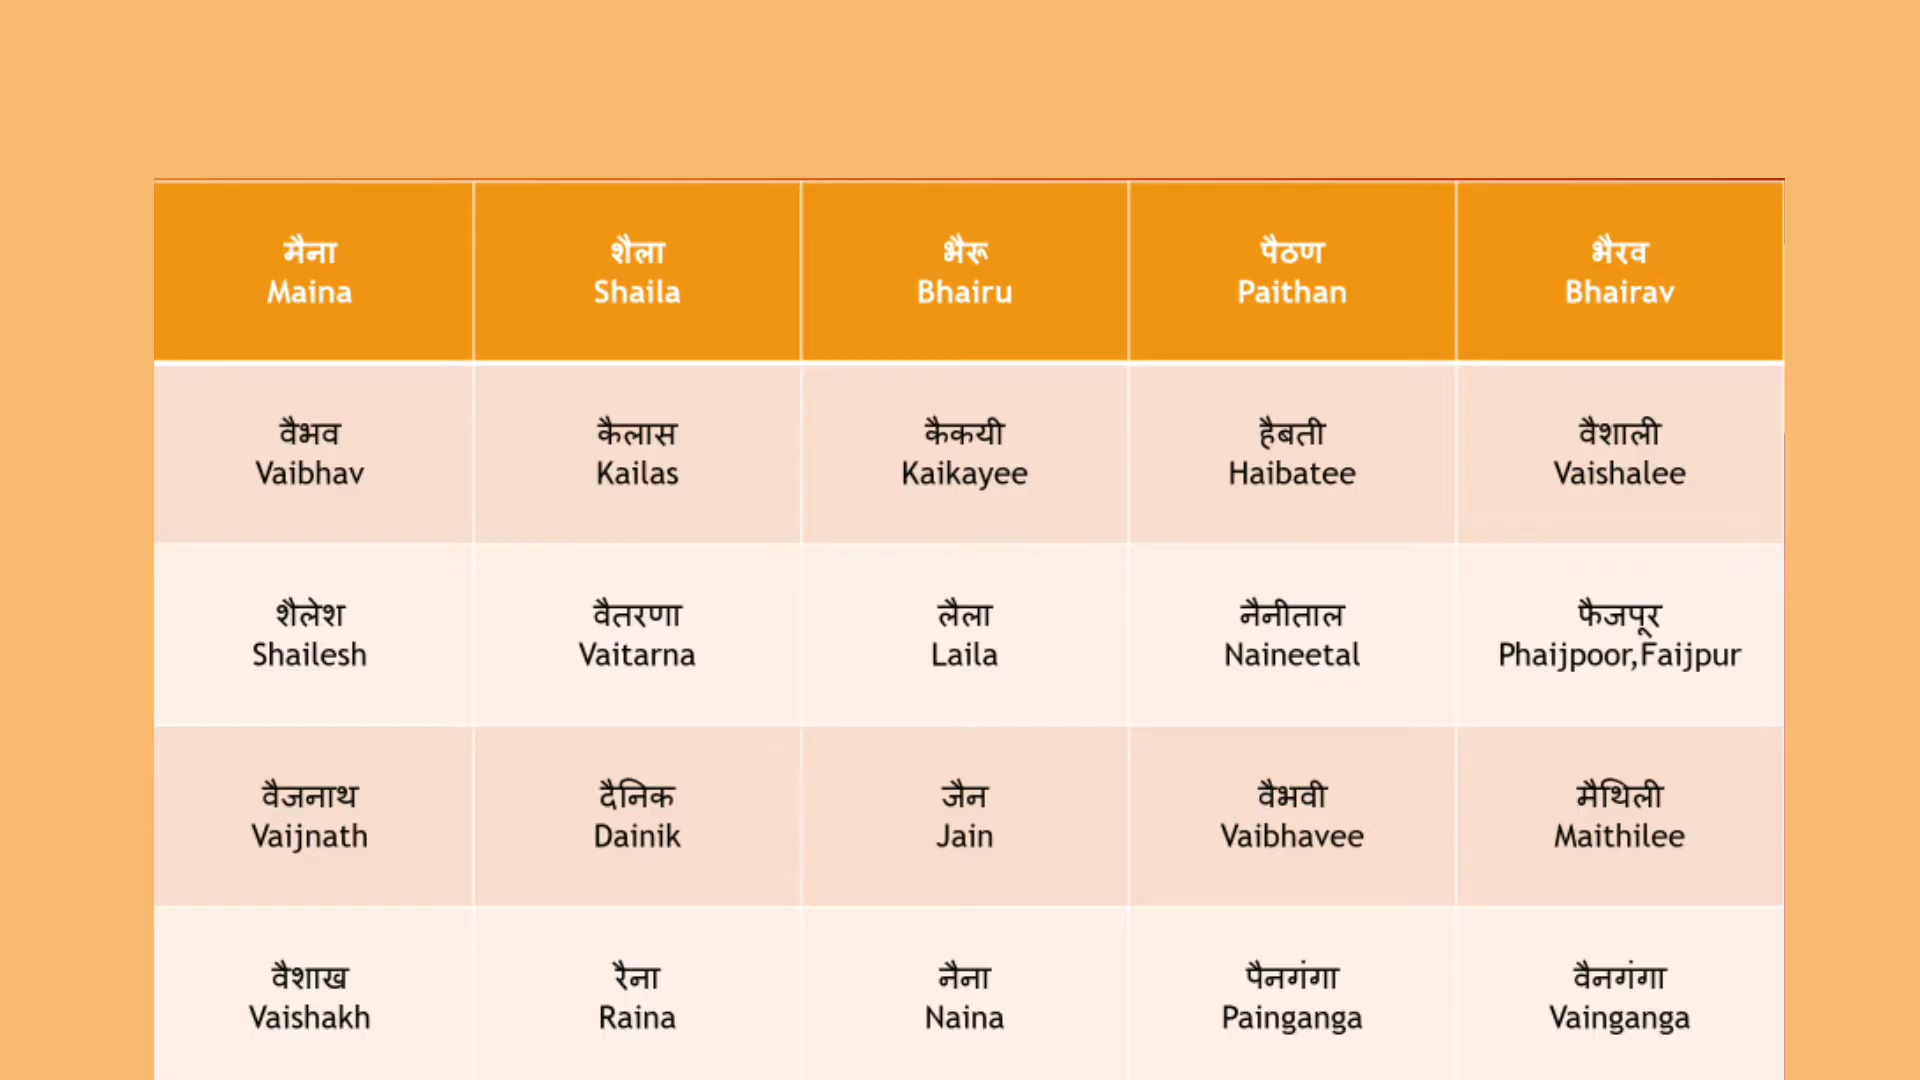 मैना
Maina
शैला
Shaila
भैरू
Bhairu
पैठण
Paithan
भैरव
Bhairav
वैभव
Vaibhav
कैलास
Kailas
कैकयी
Kaikayee
हैबती
Haibatee
वैशाली
Vaishalee
शैलेश
Shailesh
वैतरणा
Vaitarna
लैला
Laila
नैनीताल
Naineetal
फैजपूर
Phaijpoor,Faijpur
वैजनाथ
Vaijnath
दैनिक
Dainik
जैन
Jain
वैभवी
Vaibhavee
मैथिली
Maithilee
वैशाख
Vaishakh
रैना
Raina
नैना
Naina
पैनगंगा
Painganga
वैनगंगा
Vainganga